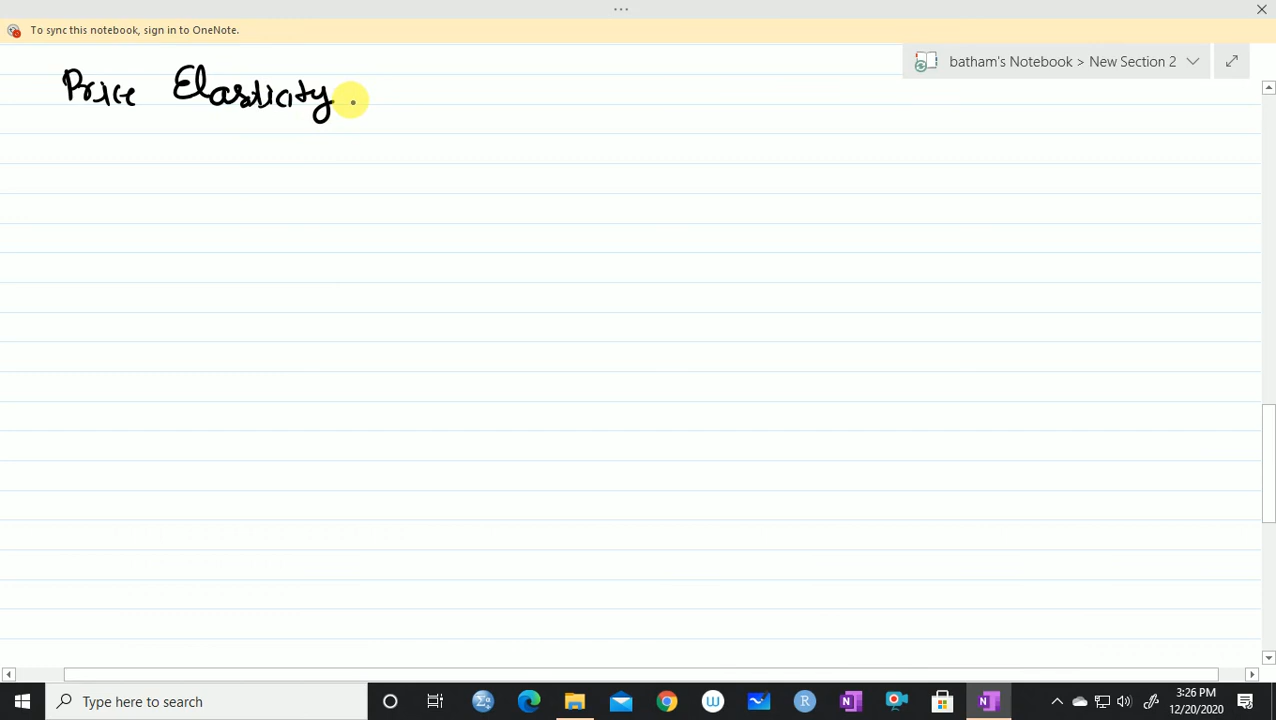 To sync this notebook, sign in to OneNote.
batham's Notebook > New Section 2
Price Elasticity
Type here to search
3:26 PM
12/20/2020